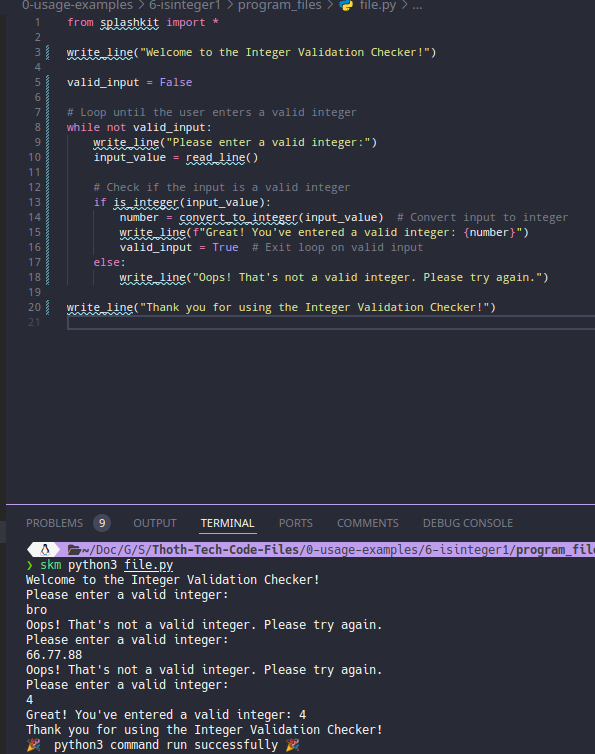 0-usage-examples > 6-isinteger1 > program_files > file.py > ...
1 from splashkit import *
2
3 write_line("Welcome to the Integer Validation Checker!")
4
5 valid_input = False
6
7 # Loop until the user enters a valid integer
8 while not valid_input:
9 write_line("Please enter a valid integer:")
10 input_value = read_line()
11
12 # Check if the input is a valid integer
13 if is_integer(input_value):
14 number = convert_to_integer(input_value)  # Convert input to integer
15 write_line(f"Great! You've entered a valid integer: {number}")
16 valid_input = True  # Exit loop on valid input
17 else:
18 write_line("Oops! That's not a valid integer. Please try again.")
19
20 write_line("Thank you for using the Integer Validation Checker!")
21
PROBLEMS 9 OUTPUT TERMINAL PORTS COMMENTS DEBUG CONSOLE
~/Doc/G/S/Thoth-Tech-Code-Files/0-usage-examples/6-isinteger1/program_file
❯ skm python3 file.py
Welcome to the Integer Validation Checker!
Please enter a valid integer:
bro
Oops! That's not a valid integer. Please try again.
Please enter a valid integer:
66.77.88
Oops! That's not a valid integer. Please try again.
Please enter a valid integer:
4
Great! You've entered a valid integer: 4
Thank you for using the Integer Validation Checker!
🎉 python3 command run successfully 🎉